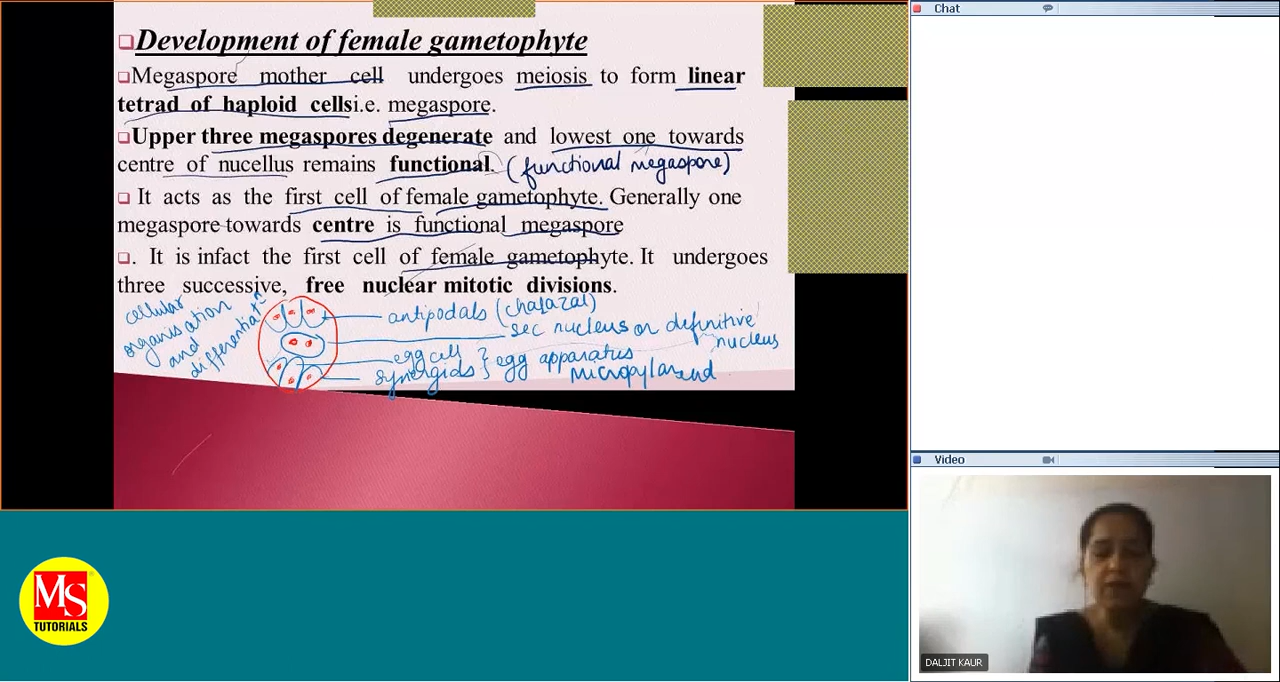 Development of female gametophyte
Megaspore mother cell undergoes meiosis to form linear
tetrad of haploid cells i.e. megaspore.
Upper three megaspores degenerate and lowest one towards
centre of nucellus remains functional. (functional megaspore)
It acts as the first cell of female gametophyte. Generally one
megaspore towards centre is functional megaspore
. It is infact the first cell of female gametophyte. It undergoes
three successive, free nuclear mitotic divisions.
cellular
organisation
and
differentiatn
antipodals (chalazal)
sec nucleus or definitive
nucleus
egg cell
synergids
egg apparatus
micropylar end
MS
TUTORIALS
Chat
Video
DALJIT KAUR